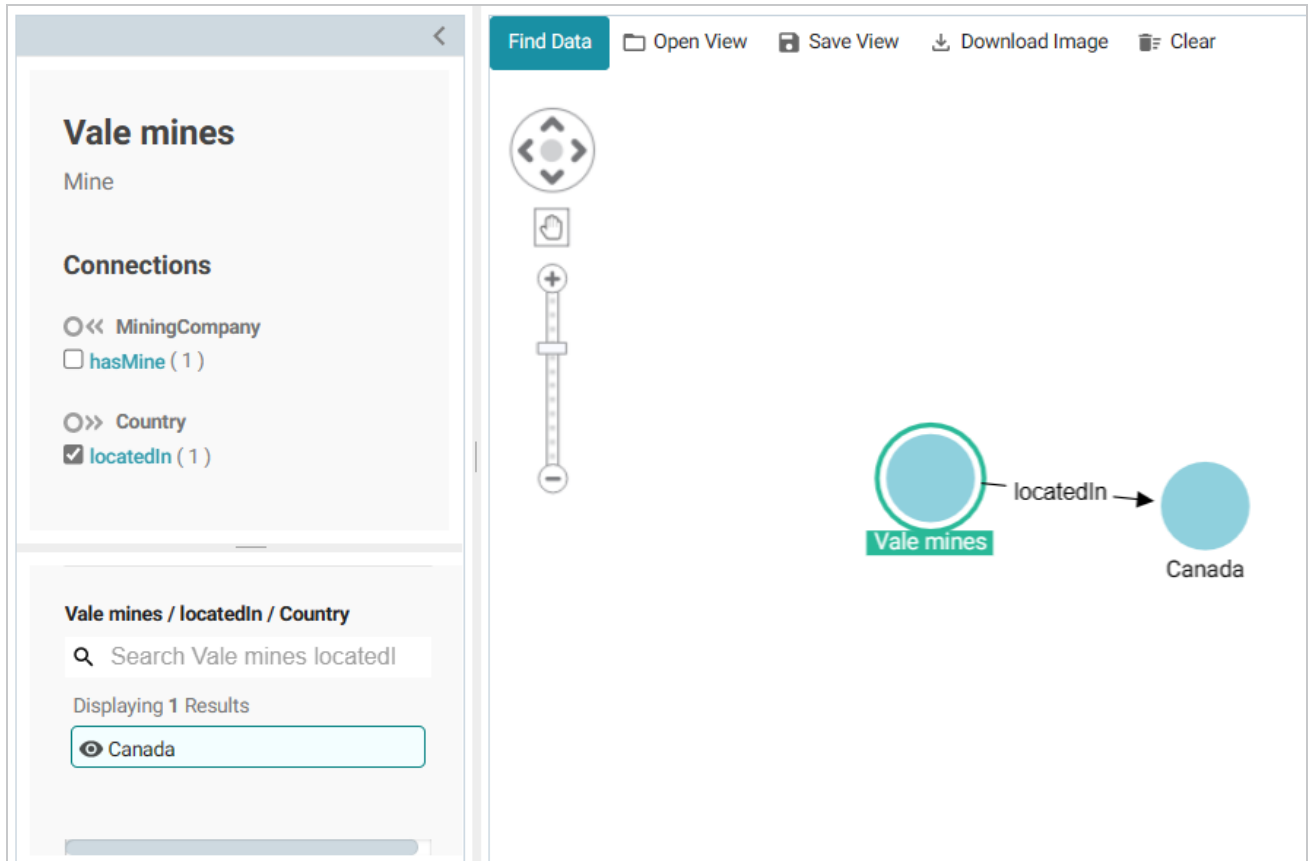 Vale mines
Mine
Connections
MiningCompany
hasMine ( 1 )
Country
locatedIn ( 1 )
Vale mines / locatedIn / Country
Search Vale mines locatedI
Displaying 1 Results
Canada
Find Data Open View Save View Download Image Clear
locatedIn
Vale mines
Canada